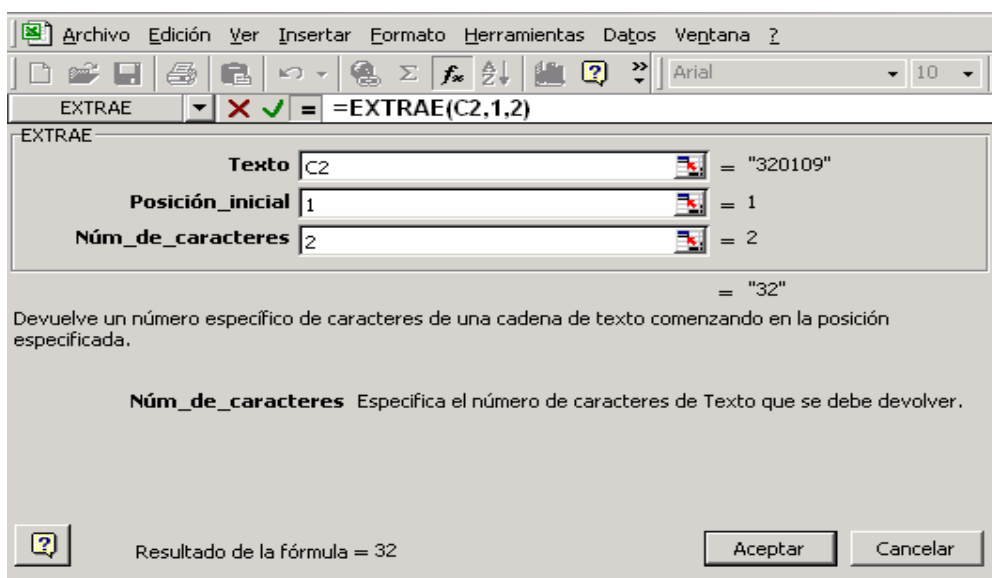 Archivo Edición Ver Insertar Formato Herramientas Datos Ventana ?
Arial 10
EXTRAE = =EXTRAE(C2,1,2)
EXTRAE
Texto C2 = "320109"
Posición_inicial 1 = 1
Núm_de_caracteres 2 = 2
= "32"
Devuelve un número específico de caracteres de una cadena de texto comenzando en la posición
especificada.
Núm_de_caracteres Especifica el número de caracteres de Texto que se debe devolver.
Resultado de la fórmula = 32 Aceptar Cancelar